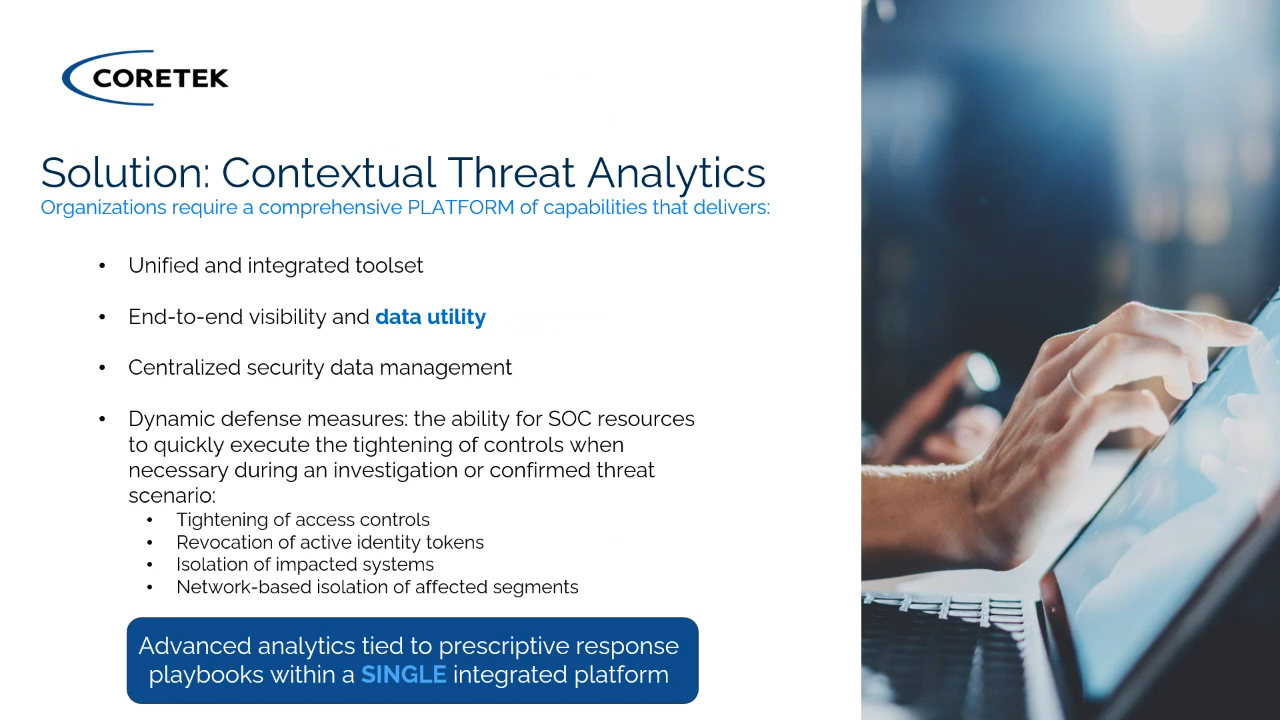 CORETEK
Solution: Contextual Threat Analytics
Organizations require a comprehensive PLATFORM of capabilities that delivers:
• Unified and integrated toolset
• End-to-end visibility and data utility
• Centralized security data management
• Dynamic defense measures: the ability for SOC resources
to quickly execute the tightening of controls when
necessary during an investigation or confirmed threat
scenario:
• Tightening of access controls
• Revocation of active identity tokens
• Isolation of impacted systems
• Network-based isolation of affected segments
Advanced analytics tied to prescriptive response
playbooks within a SINGLE integrated platform